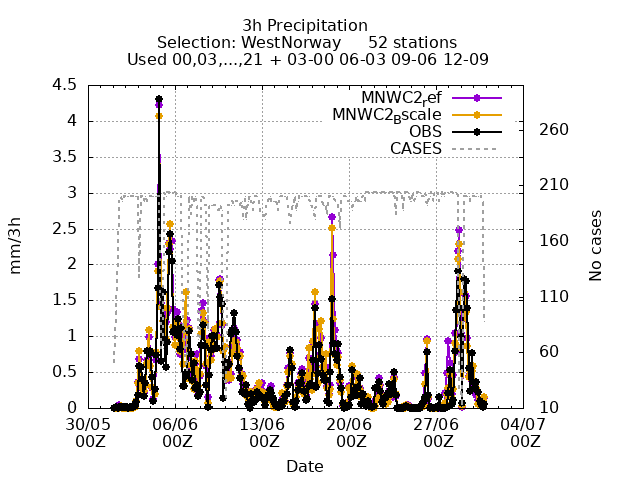 3h Precipitation
Selection: WestNorway 52 stations
Used 00,03,...,21 + 03-00 06-03 09-06 12-09
MNWC2ref
MNWC2Bscale
OBS
CASES
4.5
4
3.5
3
2.5
2
1.5
1
0.5
0
mm/3h
260
210
160
110
60
10
No cases
30/05 06/06 13/06 20/06 27/06 04/07
00Z 00Z 00Z 00Z 00Z 00Z
Date